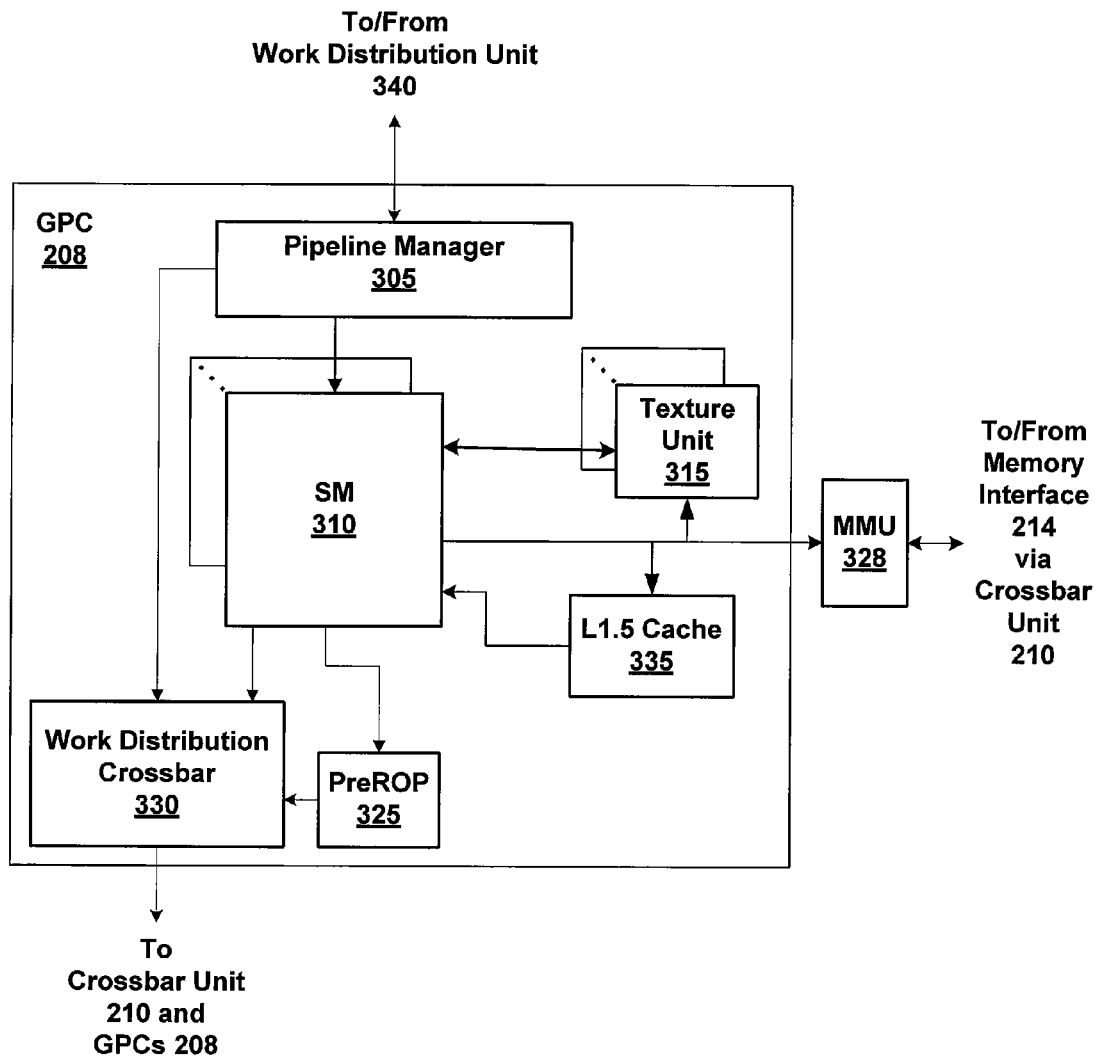 To/From
Work Distribution Unit
340
GPC
208
Pipeline Manager
305
SM
310
Texture
Unit
315
MMU
328
To/From
Memory
Interface
214
via
Crossbar
Unit
210
L1.5 Cache
335
Work Distribution
Crossbar
330
PreROP
325
To
Crossbar Unit
210 and
GPCs 208